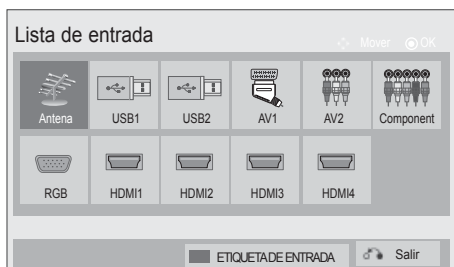 Lista de entrada
Mover OK
Antena USB1 USB2 AV1 AV2 Component
RGB HDMI1 HDMI2 HDMI3 HDMI4
ETIQUETA DE ENTRADA Salir